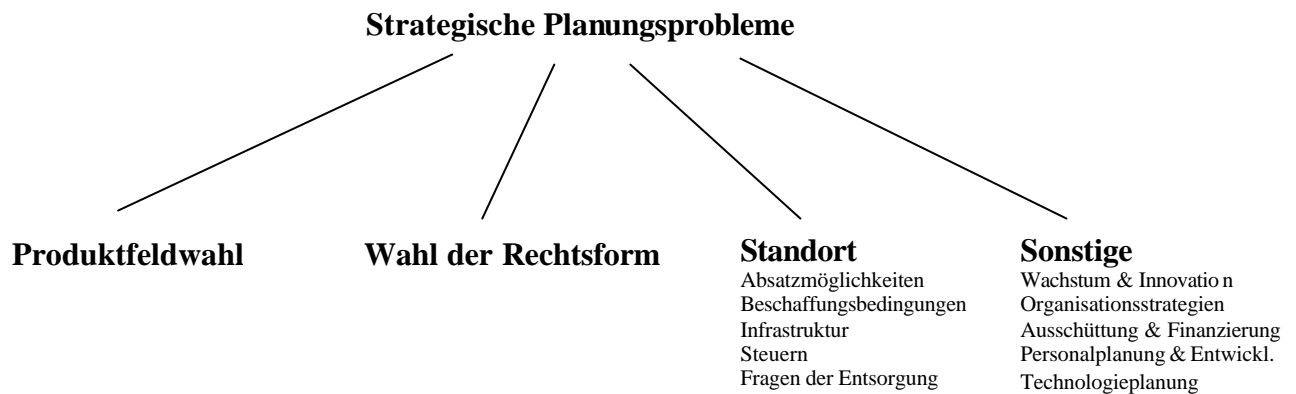 Strategische Planungsprobleme
Produktfeldwahl
Wahl der Rechtsform
Standort
Absatzmöglichkeiten
Beschaffungsbedingungen
Infrastruktur
Steuern
Fragen der Entsorgung
Sonstige
Wachstum & Innovation
Organisationsstrategien
Ausschüttung & Finanzierung
Personalplanung & Entwickl.
Technologieplanung